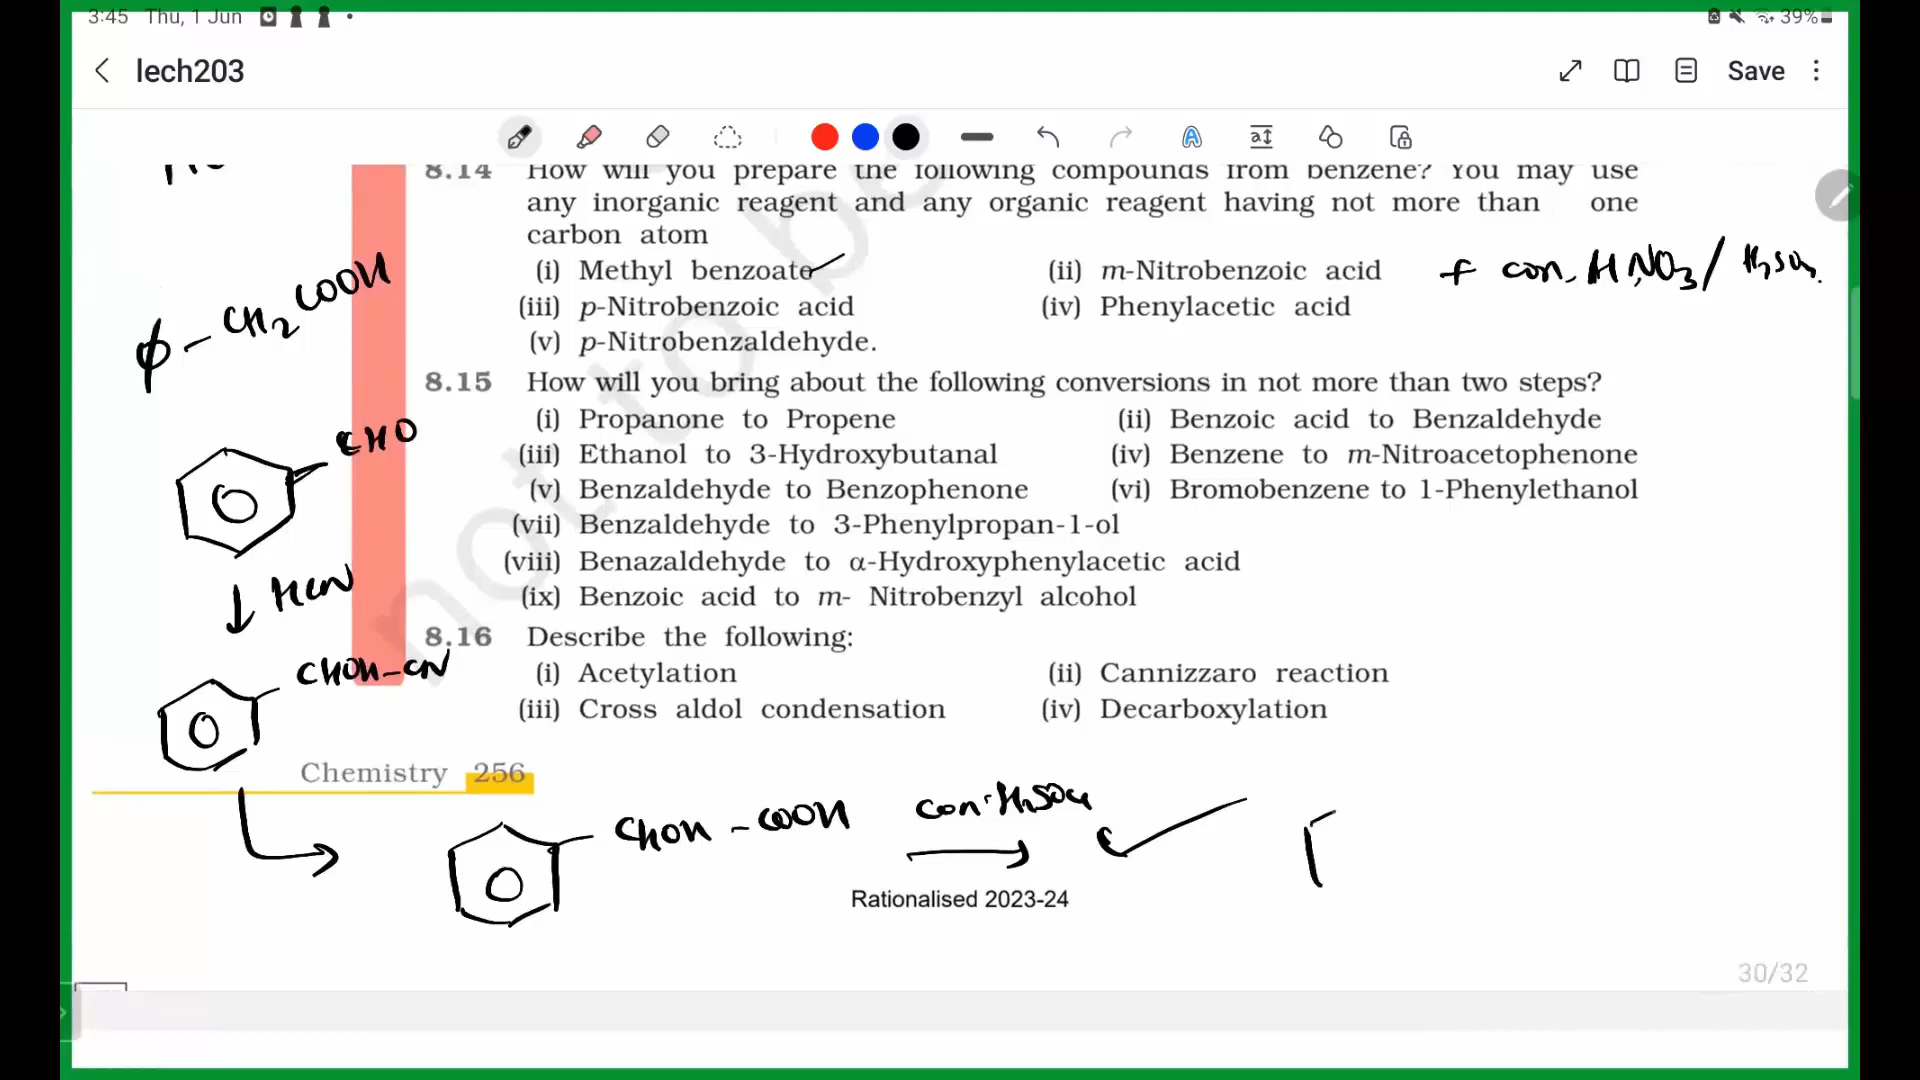 3:45 Thu, 1 Jun
39%
lech203
Save
8.14 How will you prepare the following compounds from benzene? You may use
any inorganic reagent and any organic reagent having not more than one
carbon atom
(i) Methyl benzoate (ii) m-Nitrobenzoic acid + con. HNO3 / H2SO4
(iii) p-Nitrobenzoic acid (iv) Phenylacetic acid
(v) p-Nitrobenzaldehyde.
8.15 How will you bring about the following conversions in not more than two steps?
(i) Propanone to Propene (ii) Benzoic acid to Benzaldehyde
(iii) Ethanol to 3-Hydroxybutanal (iv) Benzene to m-Nitroacetophenone
(v) Benzaldehyde to Benzophenone (vi) Bromobenzene to 1-Phenylethanol
(vii) Benzaldehyde to 3-Phenylpropan-1-ol
(viii) Benazaldehyde to α-Hydroxyphenylacetic acid
(ix) Benzoic acid to m- Nitrobenzyl alcohol
8.16 Describe the following:
(i) Acetylation (ii) Cannizzaro reaction
(iii) Cross aldol condensation (iv) Decarboxylation
ϕ-CH2COOH
CHO
HCN
CHOH-CN
Chemistry 256
CHOH-COOH con. H2SO4
Rationalised 2023-24
30/32
not to be